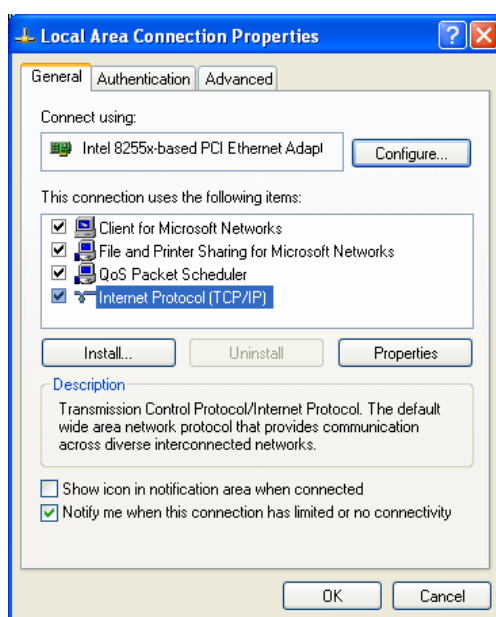 Local Area Connection Properties
General Authentication Advanced
Connect using:
Intel 8255x-based PCI Ethernet Adapt
Configure...
This connection uses the following items:
Client for Microsoft Networks
File and Printer Sharing for Microsoft Networks
QoS Packet Scheduler
Internet Protocol (TCP/IP)
Install... Uninstall Properties
Description
Transmission Control Protocol/Internet Protocol. The default
wide area network protocol that provides communication
across diverse interconnected networks.
Show icon in notification area when connected
Notify me when this connection has limited or no connectivity
OK Cancel